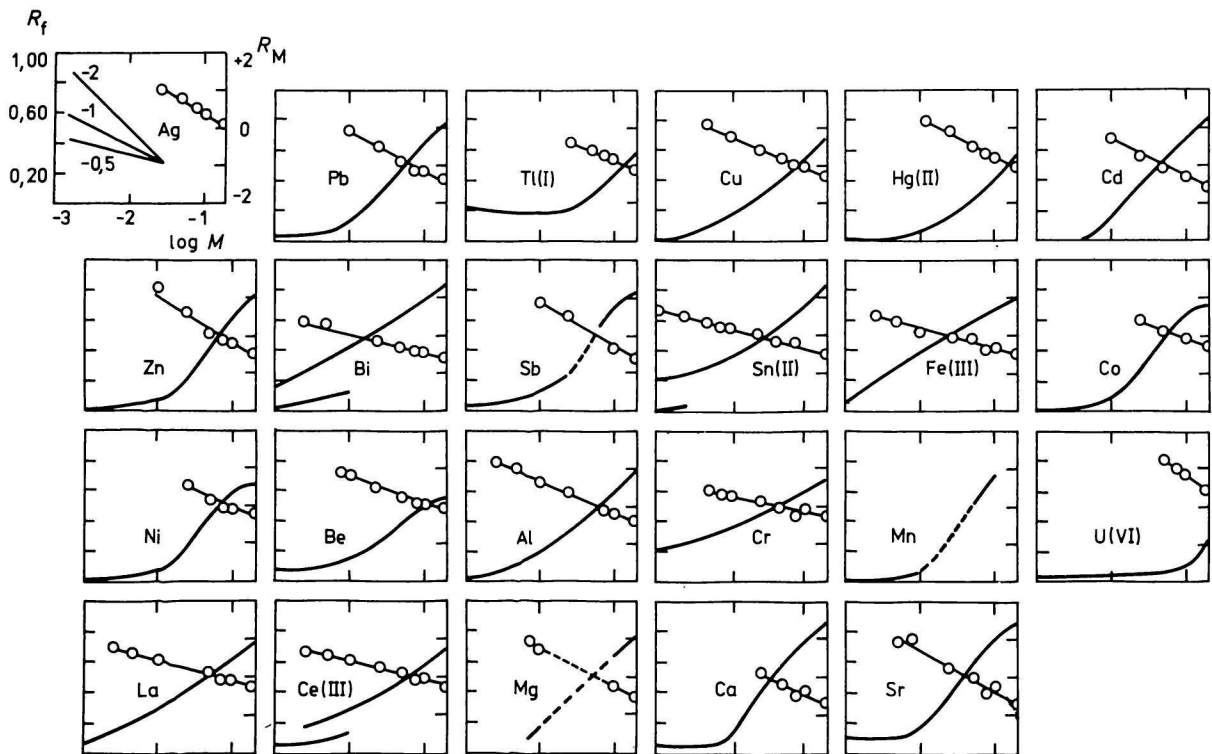 R_f
1,00
0,60
0,20
+2 R_M
0
-2
-2
-1
-0,5
Ag
-3 -2 -1
log M
Pb Tl(I) Cu Hg(II) Cd
Zn Bi Sb Sn(II) Fe(III) Co
Ni Be Al Cr Mn U(VI)
La Ce(III) Mg Ca Sr